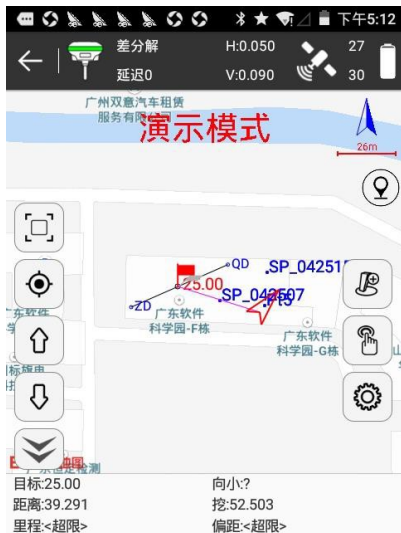 下午5:12
差分解 H:0.050 27
延迟0 V:0.090 30
广州双意汽车租赁
服务有限公司
演示模式
26m
QD
SP_04251
25.00
ZD
SP_042507
广东软件
科学园-F栋
广东软件
科学园-G栋
目标:25.00 向小:?
距离:39.291 挖:52.503
里程:<超限> 偏距:<超限>